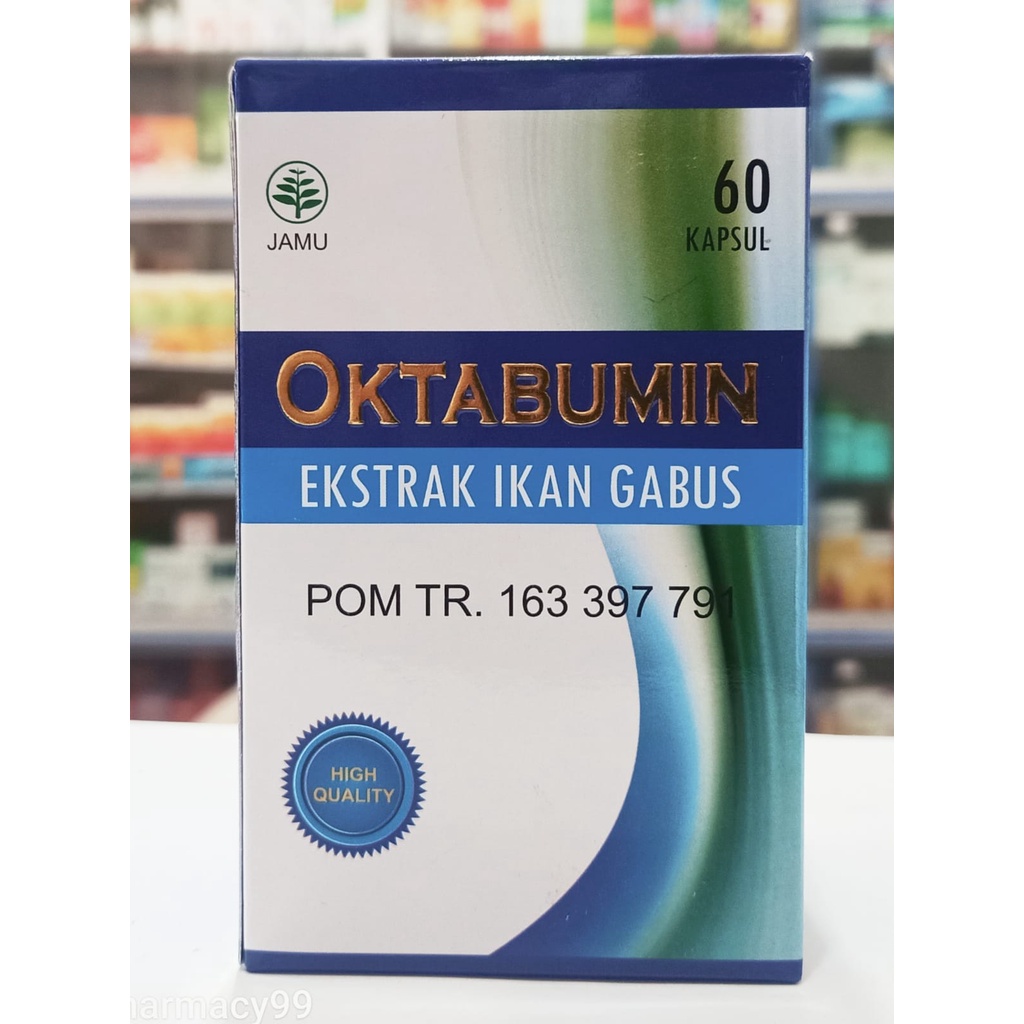 60
KAPSUL
JAMU
OKTABUMIN
EKSTRAK IKAN GABUS
POM TR. 163 397 791
HIGH
QUALITY
harmacy99